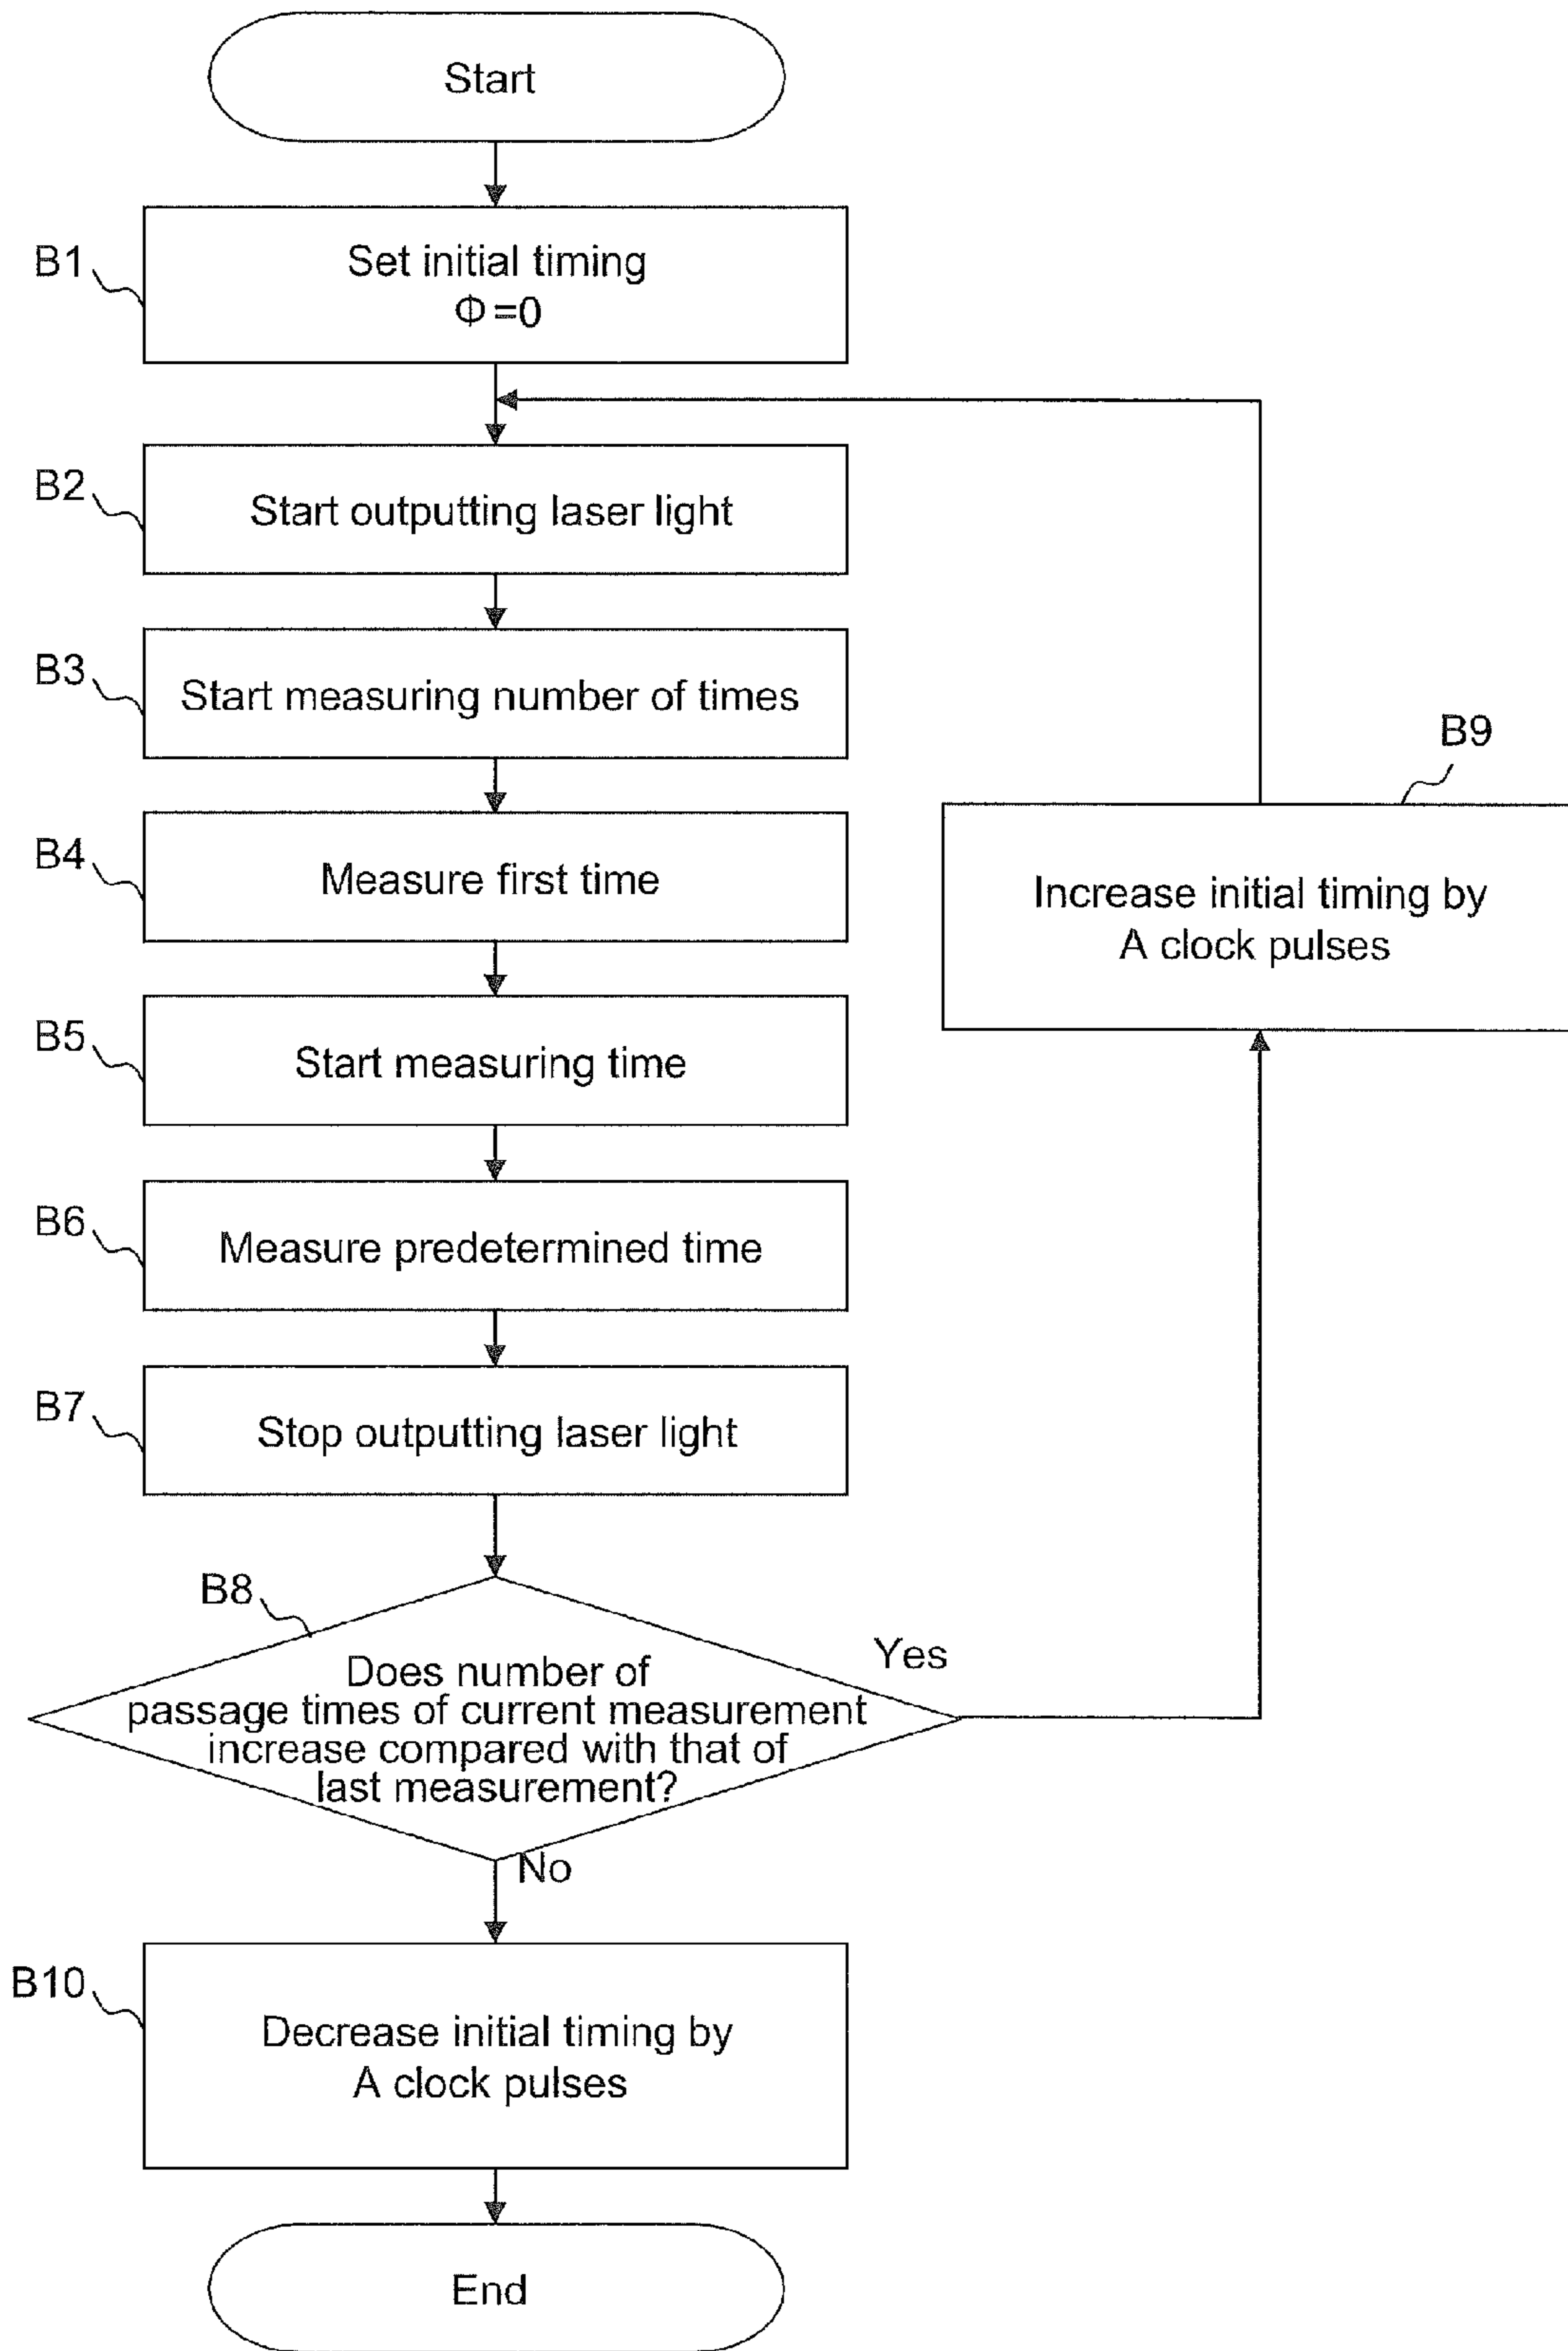 Start
B1
Set initial timing
Φ=0
B2
Start outputting laser light
B3
Start measuring number of times
B4
Measure first time
B5
Start measuring time
B6
Measure predetermined time
B7
Stop outputting laser light
B8
Does number of
passage times of current measurement
increase compared with that of
last measurement?
Yes
B9
Increase initial timing by
A clock pulses
No
B10
Decrease initial timing by
A clock pulses
End